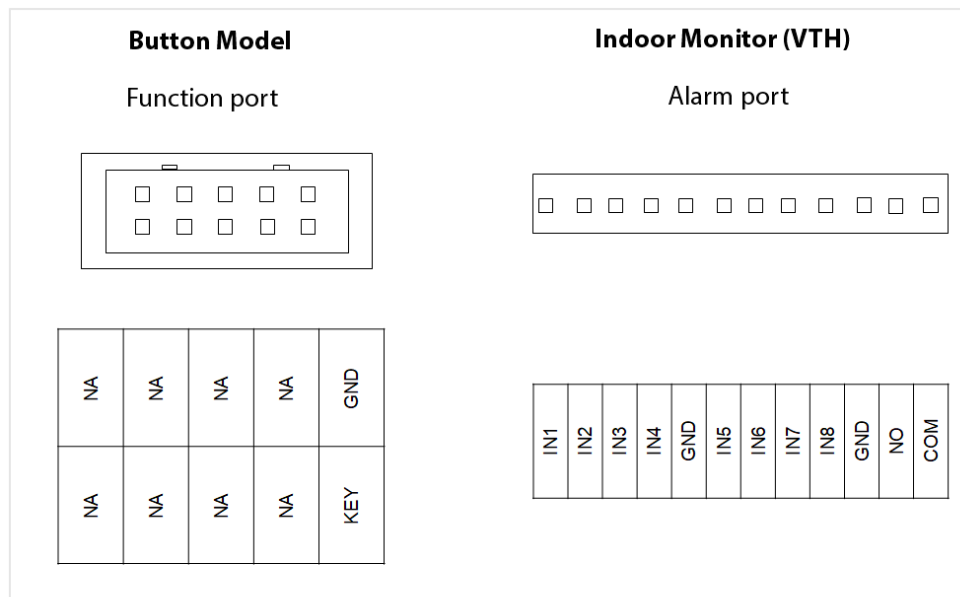 Button Model
Function port
NA NA NA NA GND
NA NA NA NA KEY
Indoor Monitor (VTH)
Alarm port
IN1 IN2 IN3 IN4 GND IN5 IN6 IN7 IN8 GND NO COM